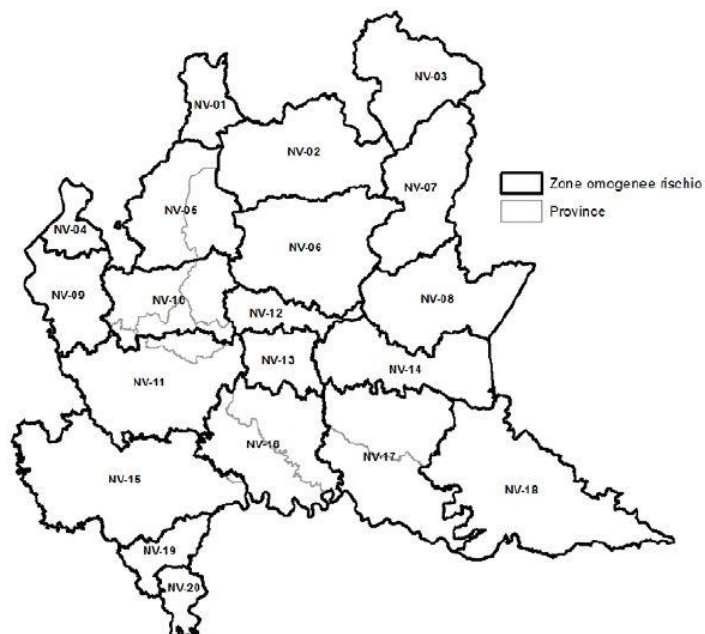 NV-03
NV-01
NV-02
NV-07
NV-05
NV-04
NV-06
NV-09
NV-10
NV-12
NV-08
NV-13
NV-14
NV-11
NV-16
NV-17
NV-15
NV-18
NV-19
NV-20
Zone omogenee rischio
Province